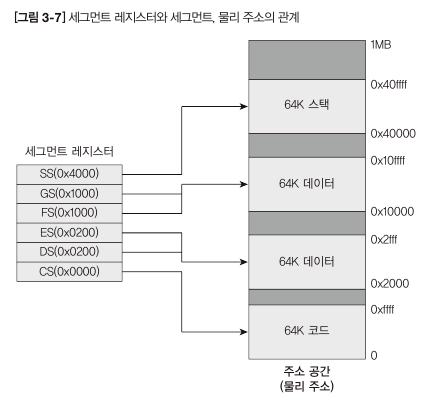 [그림 3-7] 세그먼트 레지스터와 세그먼트, 물리 주소의 관계
1MB
0x40ffff
64K 스택
0x40000
세그먼트 레지스터
0x10ffff
SS(0x4000)
GS(0x1000)
64K 데이터
FS(0x1000)
0x10000
ES(0x0200)
0x2fff
DS(0x0200)
64K 데이터
CS(0x0000)
0x2000
0xffff
64K 코드
0
주소 공간
(물리 주소)